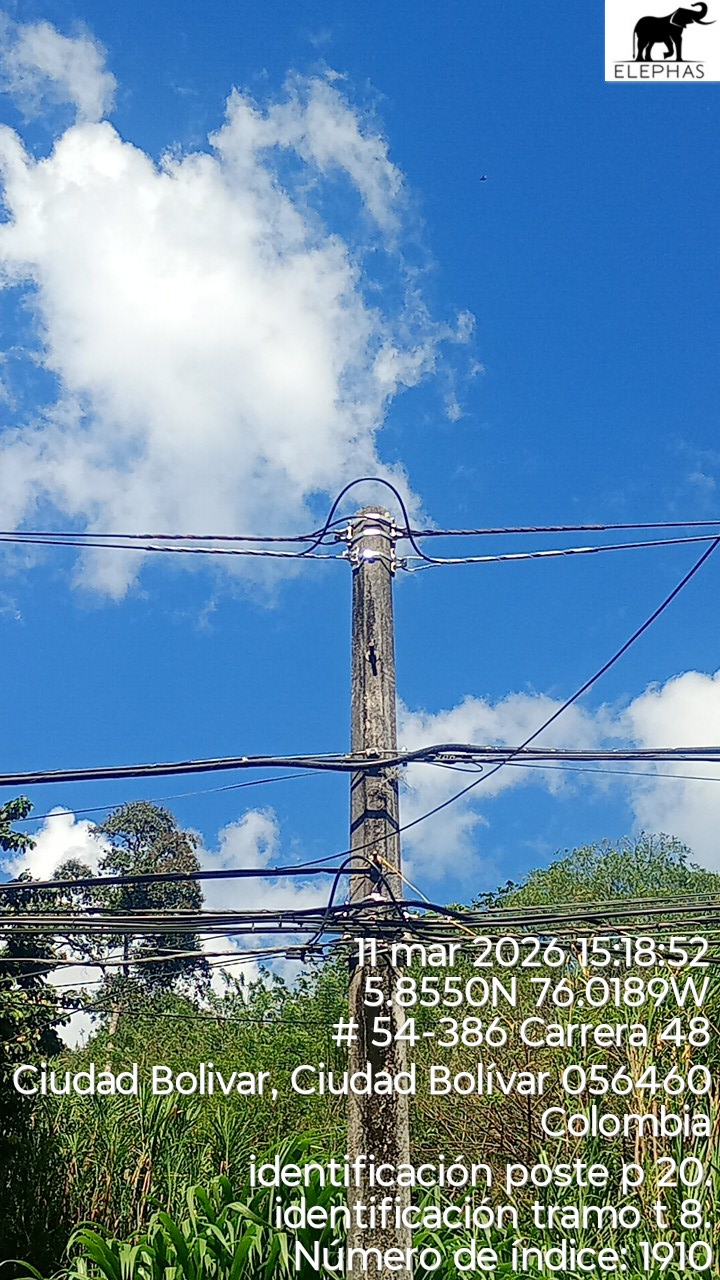 ELEPHAS
11 mar 2026 15:18:52
5.8550N 76.0189W
# 54-386 Carrera 48
Ciudad Bolivar, Ciudad Bolívar 056460
Colombia
identificación poste p 20.
identificación tramo t 8.
Número de índice: 1910